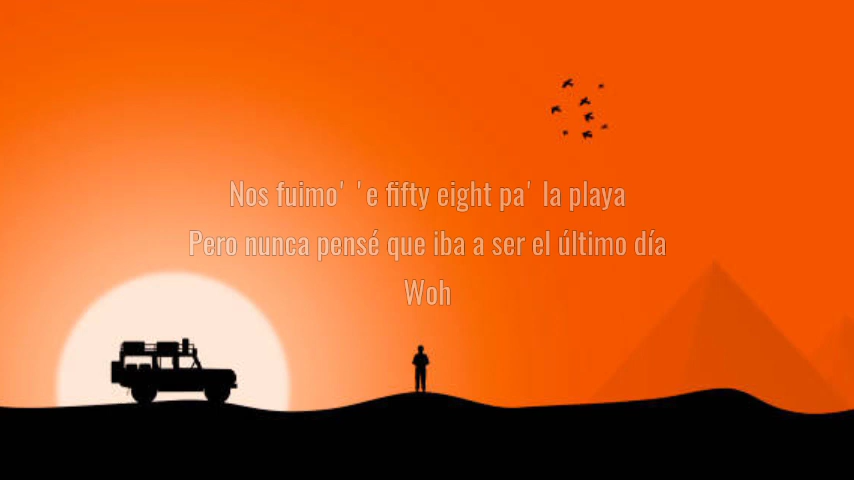 Nos fuimo' 'e fifty eight pa' la playa
Pero nunca pensé que iba a ser el último día
Woh